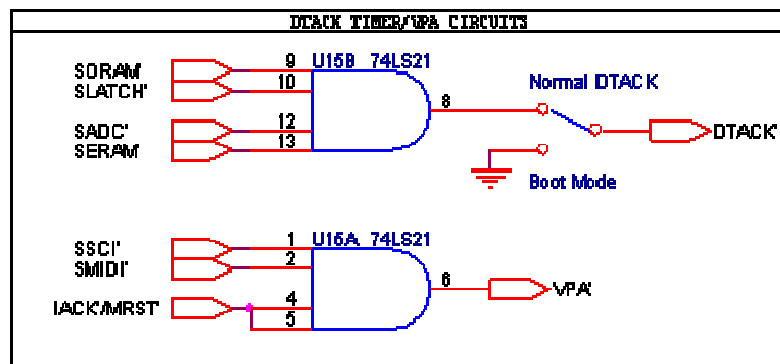 DTACK TIMER/VPA CIRCUITS
SDRAM' 9 U15B 74LS21
SLATCH' 10
Normal DTACK
8
SADC' 12
DTACK'
SERAM' 13
Boot Mode
SSCI' 1 U15A 74LS21
SMIDI' 2
6 VPA'
IACK'/MRST' 4
5